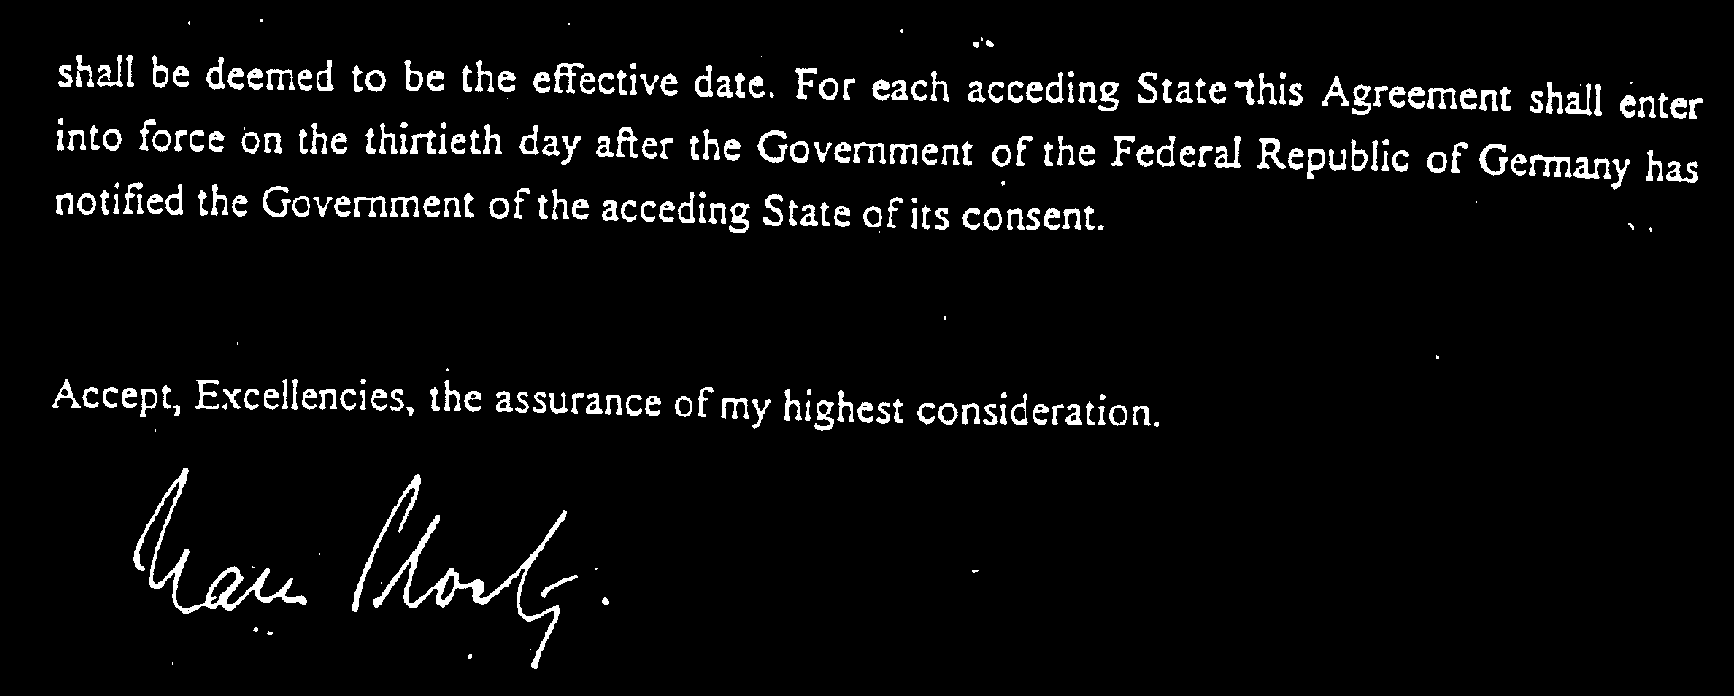 shall be deemed to be the effective date. For each acceding State this Agreement shall enter
into force on the thirtieth day after the Government of the Federal Republic of Germany has
notified the Government of the acceding State of its consent.
Accept, Excellencies, the assurance of my highest consideration.